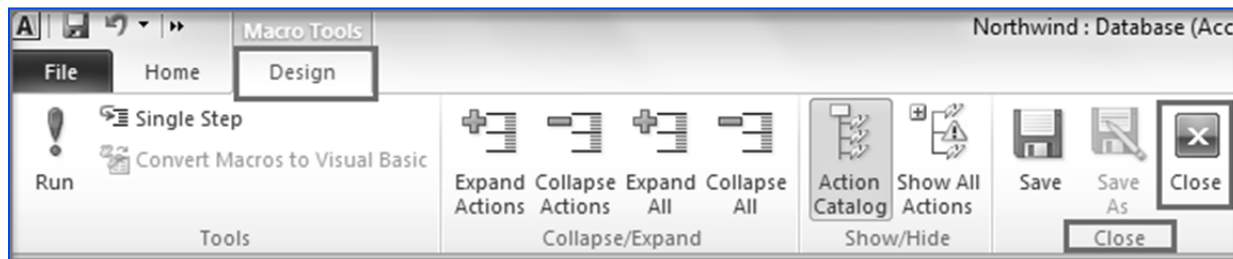 A
Macro Tools
Northwind : Database (Acc
File Home Design
Single Step
Convert Macros to Visual Basic
Run
Expand Actions
Collapse Actions
Expand All
Collapse All
Action Catalog
Show All Actions
Save
Save As
Close
Tools
Collapse/Expand
Show/Hide
Close